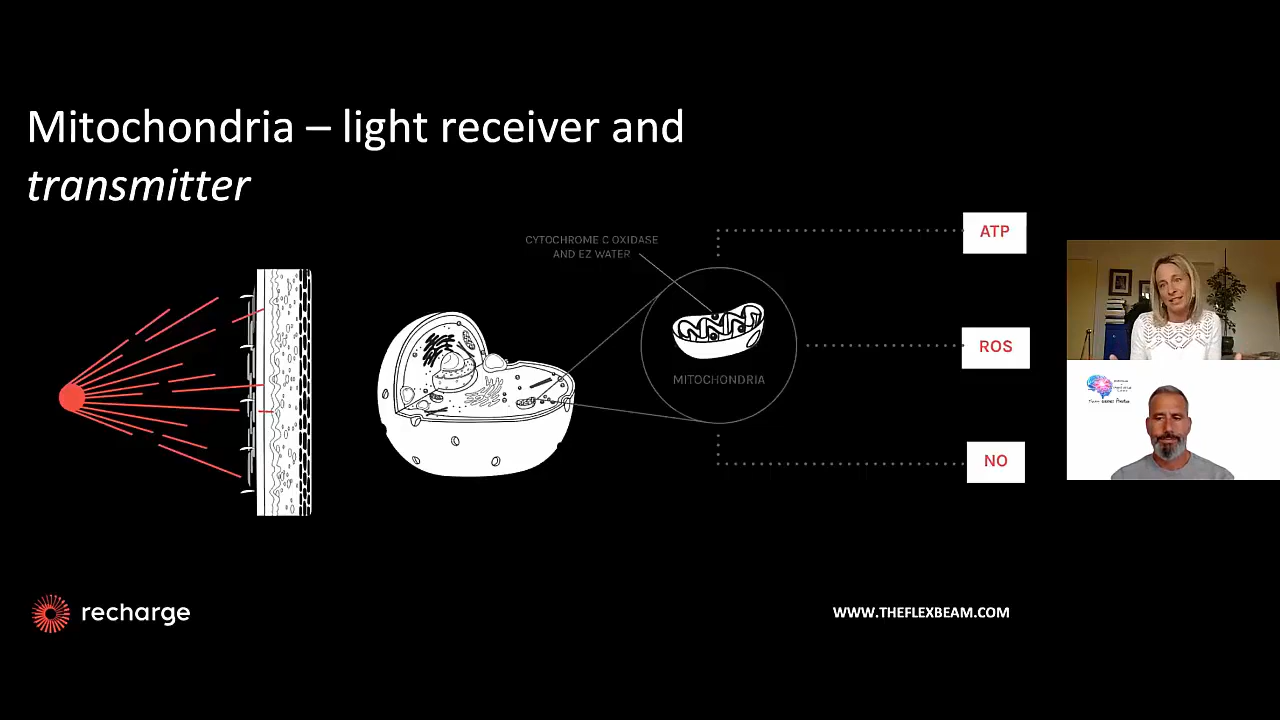 Mitochondria – light receiver and
transmitter
CYTOCHROME C OXIDASE
AND EZ WATER
MITOCHONDRIA
ATP
ROS
NO
recharge
WWW.THEFLEXBEAM.COM